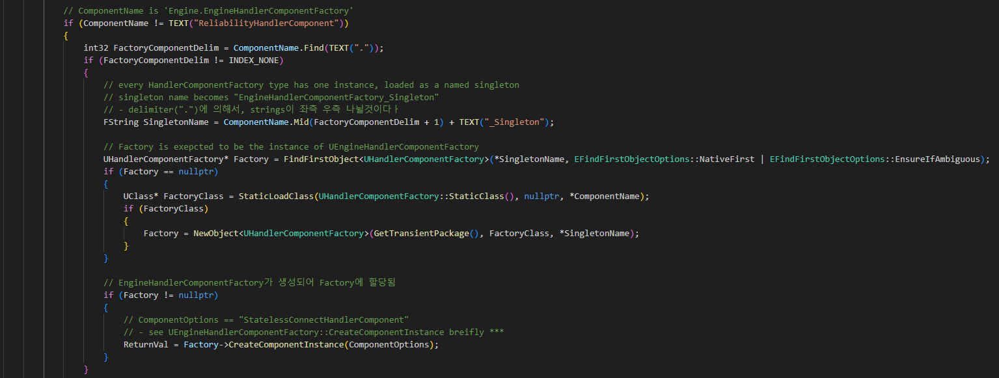 // ComponentName is 'Engine.EngineHandlerComponentFactory'
if (ComponentName != TEXT("ReliabilityHandlerComponent"))
{
int32 FactoryComponentDelim = ComponentName.Find(TEXT("."));
if (FactoryComponentDelim != INDEX_NONE)
{
// every HandlerComponentFactory type has one instance, loaded as a named singleton
// singleton name becomes "EngineHandlerComponentFactory_Singleton"
// - delimiter(".")에 의해서, strings이 좌측 우측 나뉠것이다ㅏ
FString SingletonName = ComponentName.Mid(FactoryComponentDelim + 1) + TEXT("_Singleton");
// Factory is exepcted to be the instance of UEngineHandlerComponentFactory
UHandlerComponentFactory* Factory = FindFirstObject<UHandlerComponentFactory>(*SingletonName, EFindFirstObjectOptions::NativeFirst | EFindFirstObjectOptions::EnsureIfAmbiguous);
if (Factory == nullptr)
{
UClass* FactoryClass = StaticLoadClass(UHandlerComponentFactory::StaticClass(), nullptr, *ComponentName);
if (FactoryClass)
{
Factory = NewObject<UHandlerComponentFactory>(GetTransientPackage(), FactoryClass, *SingletonName);
}
}
// EngineHandlerComponentFactory가 생성되어 Factory에 할당됨
if (Factory != nullptr)
{
// ComponentOptions == "StatelessConnectHandlerComponent"
// - see UEngineHandlerComponentFactory::CreateComponentInstance breifly ***
ReturnVal = Factory->CreateComponentInstance(ComponentOptions);
}
}